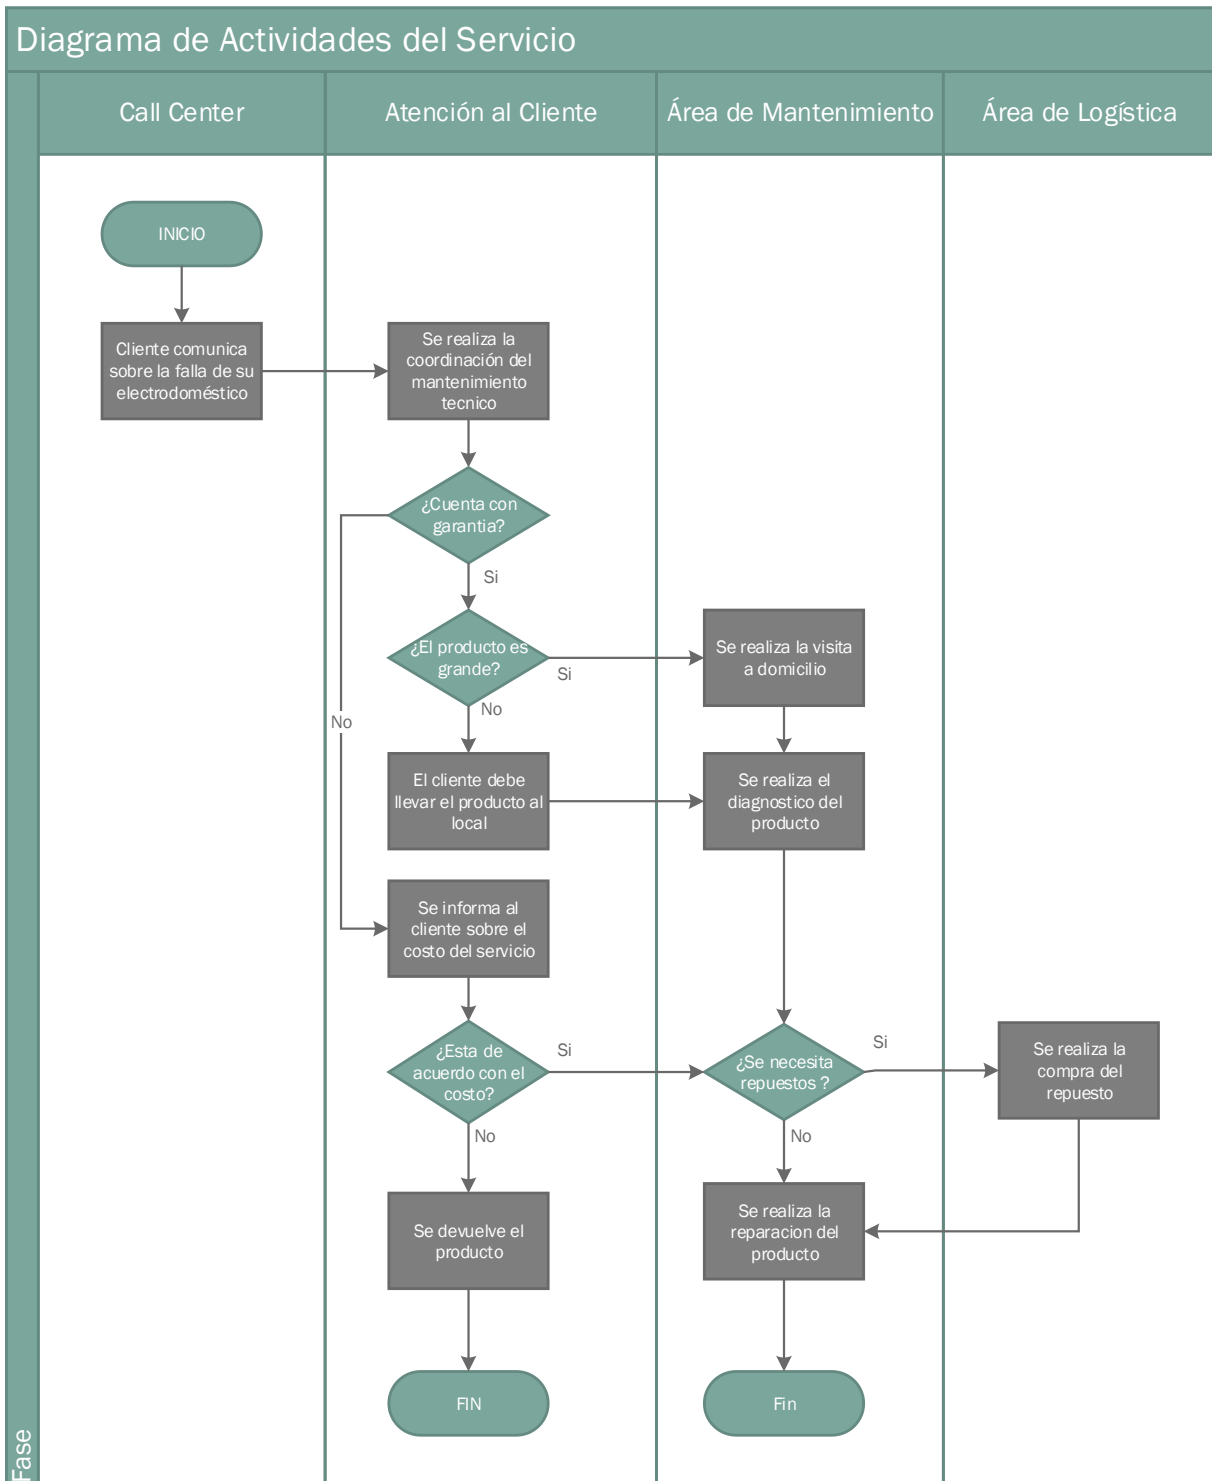 Diagrama de Actividades del Servicio
Call Center
Atención al Cliente
Área de Mantenimiento
Área de Logística
INICIO
Cliente comunica
sobre la falla de su
electrodoméstico
Se realiza la
coordinación del
mantenimiento
tecnico
¿Cuenta con
garantia?
Si
¿El producto es
grande?
Si
Se realiza la visita
a domicilio
No
No
El cliente debe
llevar el producto al
local
Se realiza el
diagnostico del
producto
Se informa al
cliente sobre el
costo del servicio
¿Esta de
acuerdo con el
costo?
Si
¿Se necesita
repuestos ?
Si
Se realiza la
compra del
repuesto
No
No
Se devuelve el
producto
Se realiza la
reparacion del
producto
FIN
Fin
Fase